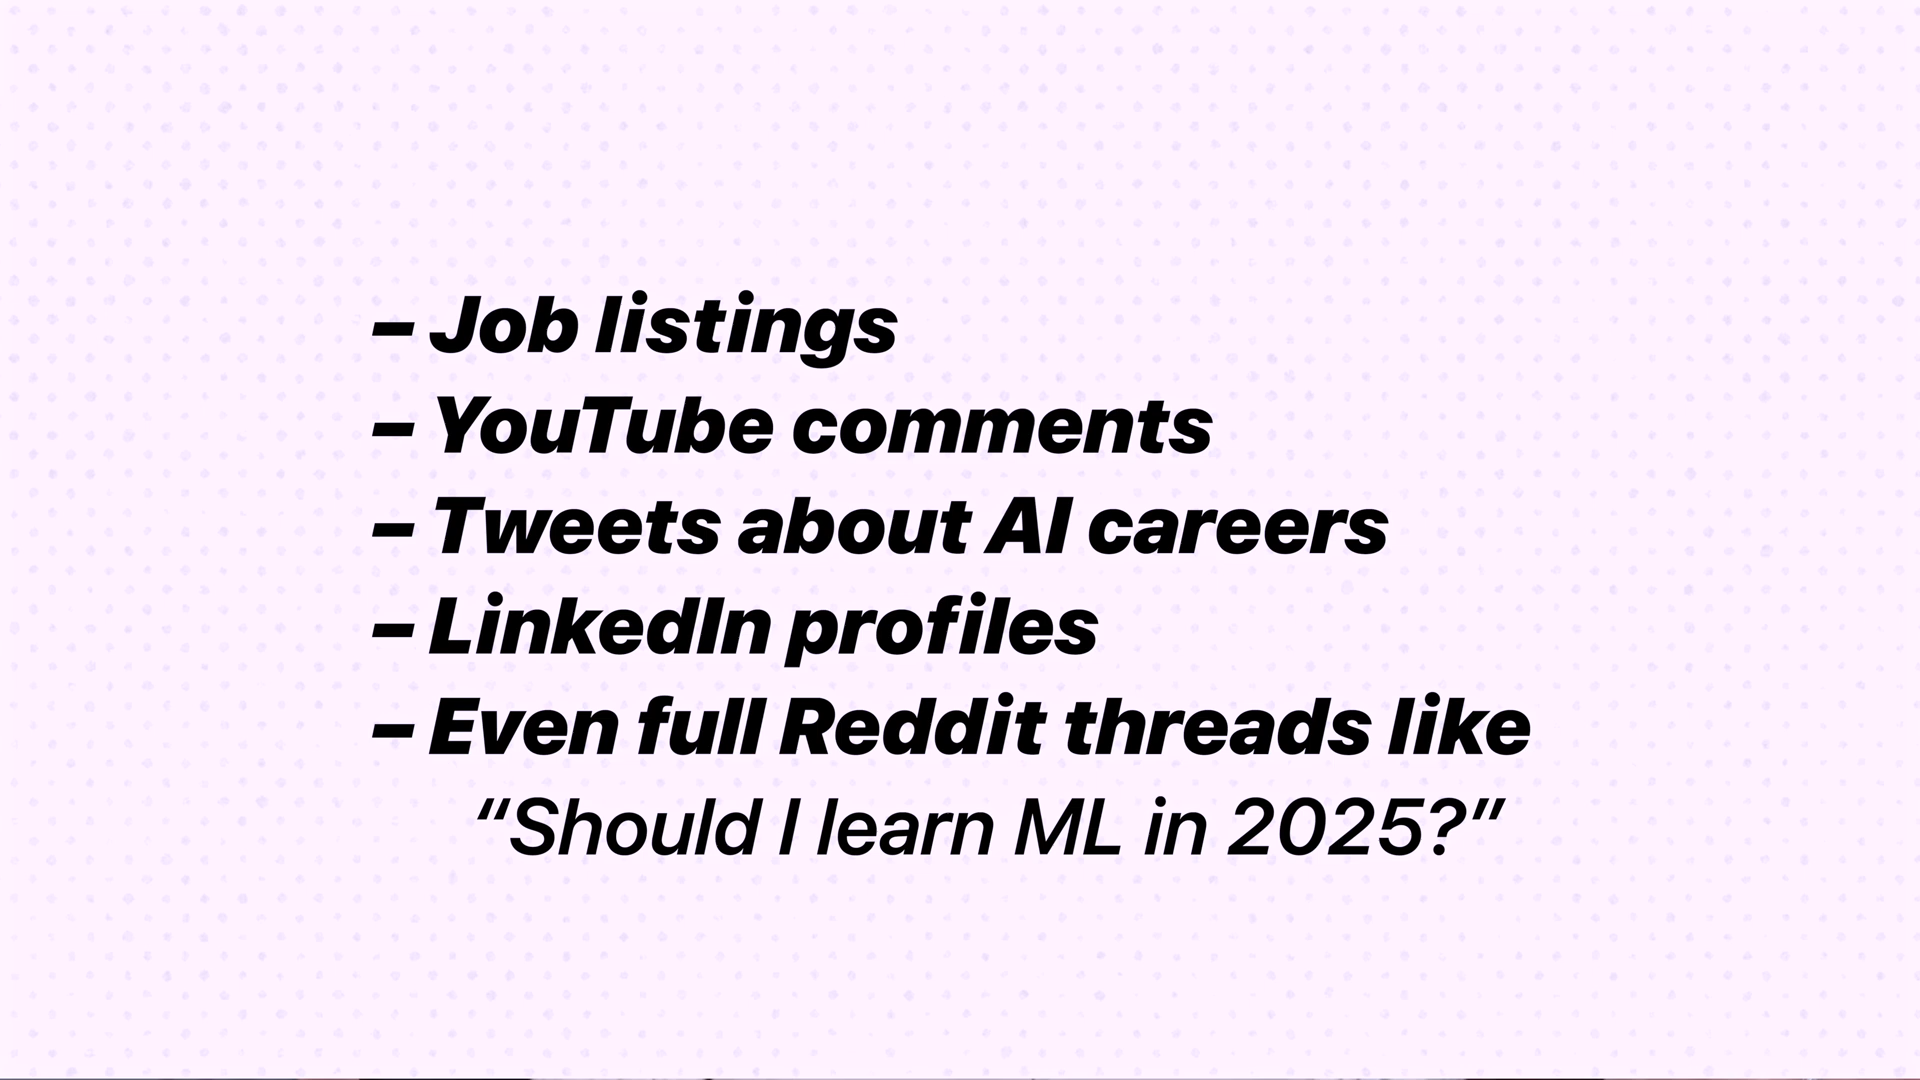 – Job listings
– YouTube comments
– Tweets about AI careers
– LinkedIn profiles
– Even full Reddit threads like
“Should I learn ML in 2025?”